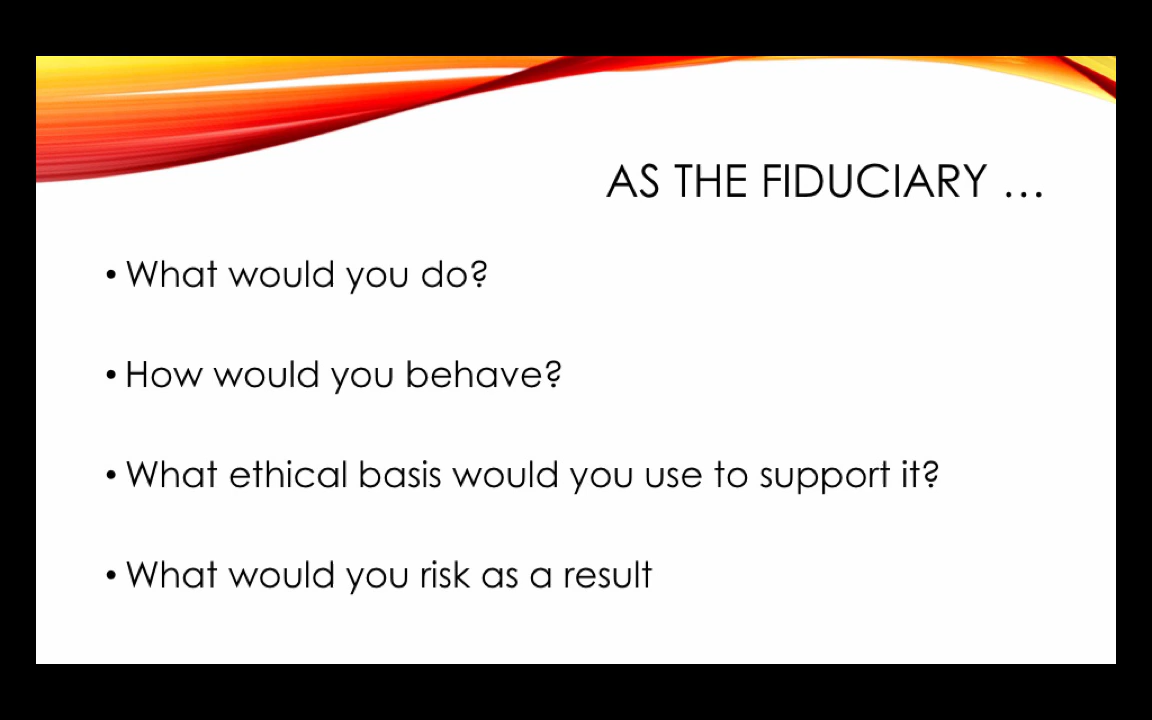 AS THE FIDUCIARY ...
• What would you do?
• How would you behave?
• What ethical basis would you use to support it?
• What would you risk as a result